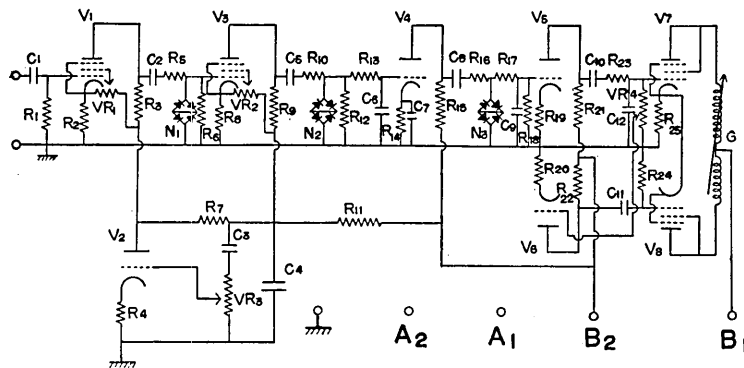 V1 V3 V4 V5 V7
C1 C2 R5 C5 R10 R13 C8 R16 R17 C10 R23
VR1 R3 VR2 R9 C6 C7 R15 VR4
R1 R2 N1 R6 R8 N2 R12 R14 N3 C9 R18 R19 R21 C12 R25 G
R20 R22 R24
R7 R11 C11
V2 C3 V6 V8
C4
R4 VR3
A2 A1 B2 B1